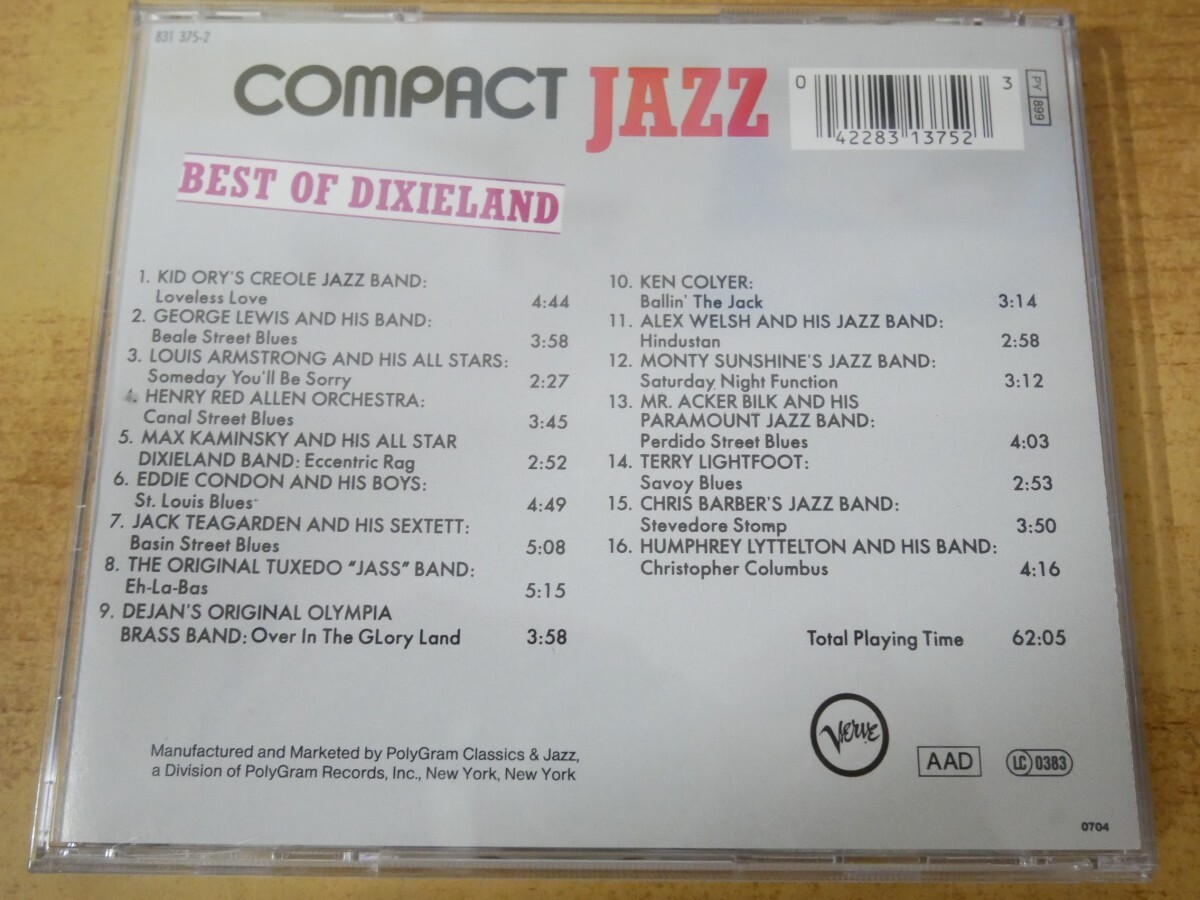 831 375-2
COMPACT JAZZ
0 42283 13752 3
PY 899
BEST OF DIXIELAND
1. KID ORY'S CREOLE JAZZ BAND:
Loveless Love 4:44
2. GEORGE LEWIS AND HIS BAND:
Beale Street Blues 3:58
3. LOUIS ARMSTRONG AND HIS ALL STARS:
Someday You'll Be Sorry 2:27
4. HENRY RED ALLEN ORCHESTRA:
Canal Street Blues 3:45
5. MAX KAMINSKY AND HIS ALL STAR
DIXIELAND BAND: Eccentric Rag 2:52
6. EDDIE CONDON AND HIS BOYS:
St. Louis Blues 4:49
7. JACK TEAGARDEN AND HIS SEXTETT:
Basin Street Blues 5:08
8. THE ORIGINAL TUXEDO "JASS" BAND:
Eh-La-Bas 5:15
9. DEJAN'S ORIGINAL OLYMPIA
BRASS BAND: Over In The GLory Land 3:58
10. KEN COLYER:
Ballin' The Jack 3:14
11. ALEX WELSH AND HIS JAZZ BAND:
Hindustan 2:58
12. MONTY SUNSHINE'S JAZZ BAND:
Saturday Night Function 3:12
13. MR. ACKER BILK AND HIS
PARAMOUNT JAZZ BAND:
Perdido Street Blues 4:03
14. TERRY LIGHTFOOT:
Savoy Blues 2:53
15. CHRIS BARBER'S JAZZ BAND:
Stevedore Stomp 3:50
16. HUMPHREY LYTTELTON AND HIS BAND:
Christopher Columbus 4:16
Total Playing Time 62:05
Manufactured and Marketed by PolyGram Classics & Jazz,
a Division of PolyGram Records, Inc., New York, New York
Verve
AAD
LC 0383
0704